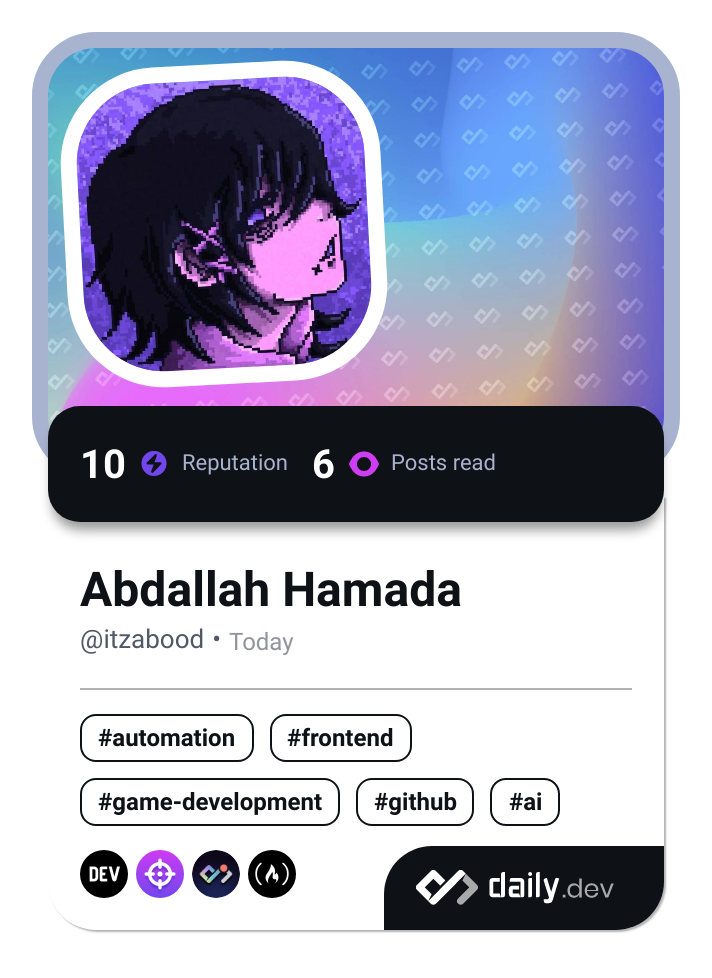 10 Reputation 6 Posts read
Abdallah Hamada
@itzabood • Today
#automation #frontend
#game-development #github #ai
DEV
daily.dev